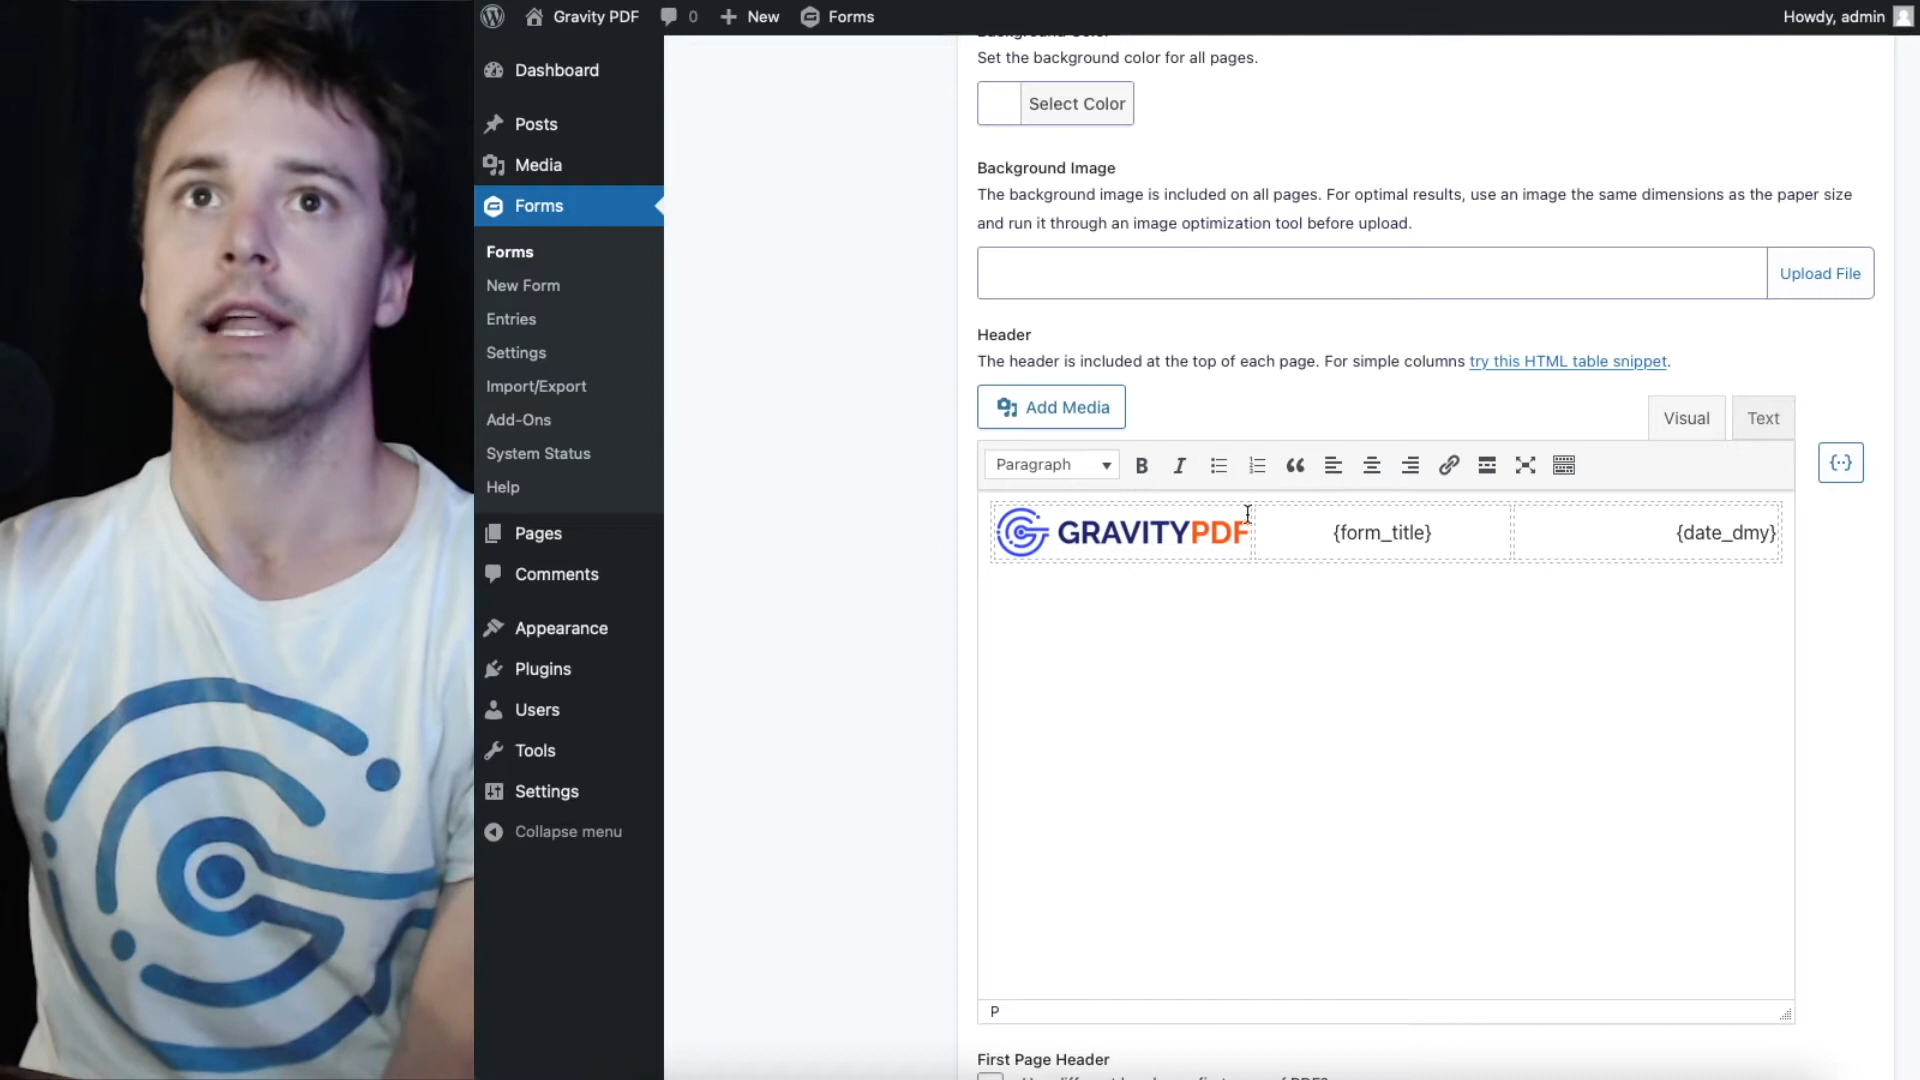 Gravity PDF
0
New
Forms
Howdy, admin
Dashboard
Posts
Media
Forms
Forms
New Form
Entries
Settings
Import/Export
Add-Ons
System Status
Help
Pages
Comments
Appearance
Plugins
Users
Tools
Settings
Collapse menu
Set the background color for all pages.
Select Color
Background Image
The background image is included on all pages. For optimal results, use an image the same dimensions as the paper size
and run it through an image optimization tool before upload.
Upload File
Header
The header is included at the top of each page. For simple columns try this HTML table snippet.
Add Media
Visual
Text
Paragraph
GRAVITYPDF
{form_title}
{date_dmy}
P
First Page Header